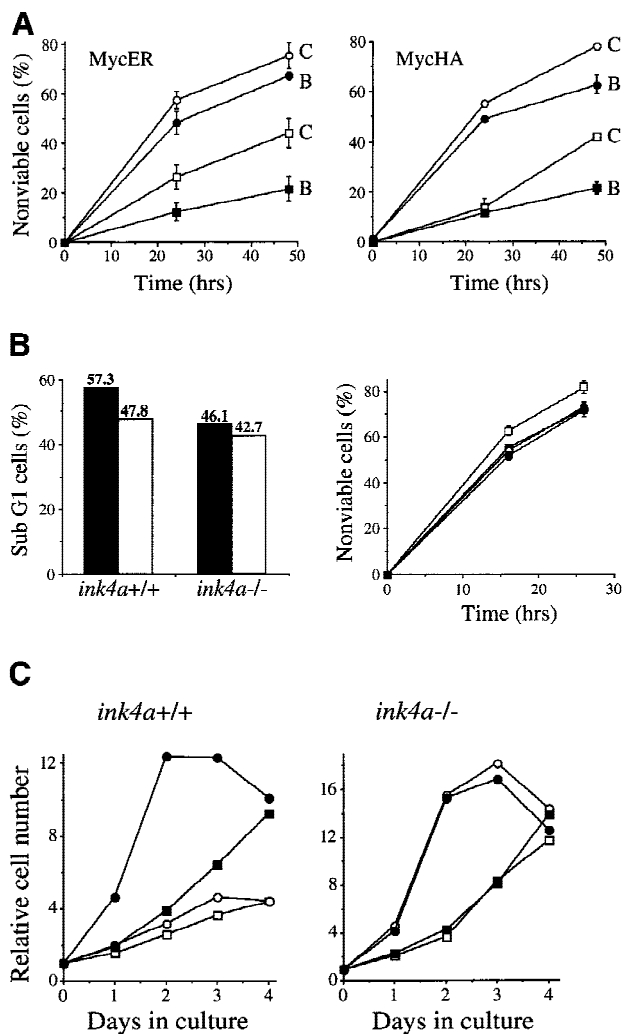 A
MycER
MycHA
Nonviable cells (%)
80
60
40
20
0
C
B
C
B
0 10 20 30 40 50
Time (hrs)
80
60
40
20
0
C
B
C
B
0 10 20 30 40 50
Time (hrs)
B
Sub G1 cells (%)
60
40
20
0
57.3
47.8
46.1
42.7
ink4a+/+ ink4a-/-
Nonviable cells (%)
80
60
40
20
0
0 10 20 30
Time (hrs)
C
ink4a+/+
ink4a-/-
Relative cell number
12
8
4
0
0 1 2 3 4
Days in culture
16
12
8
4
0
0 1 2 3 4
Days in culture